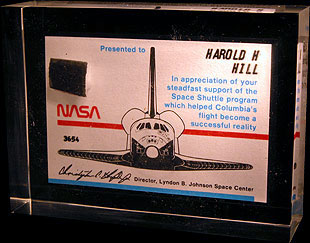 Presented to
HAROLD H
HILL
In appreciation of your
steadfast support of the
Space Shuttle program
which helped Columbia's
flight become a
successful reality
NASA
3654
Director, Lyndon B. Johnson Space Center